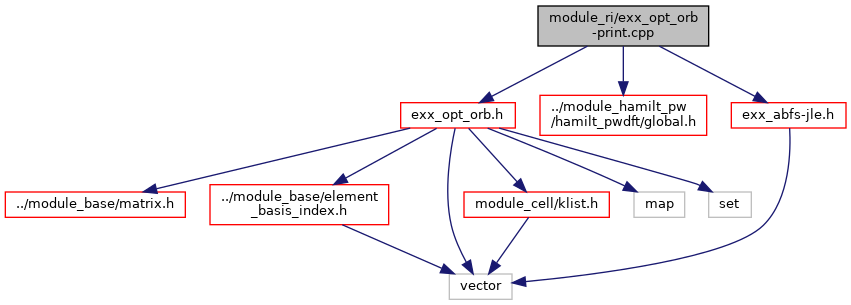 module_ri/exx_opt_orb
-print.cpp
exx_opt_orb.h
../module_hamilt_pw
/hamilt_pwdft/global.h
exx_abfs-jle.h
../module_base/matrix.h
../module_base/element
_basis_index.h
module_cell/klist.h
map
set
vector